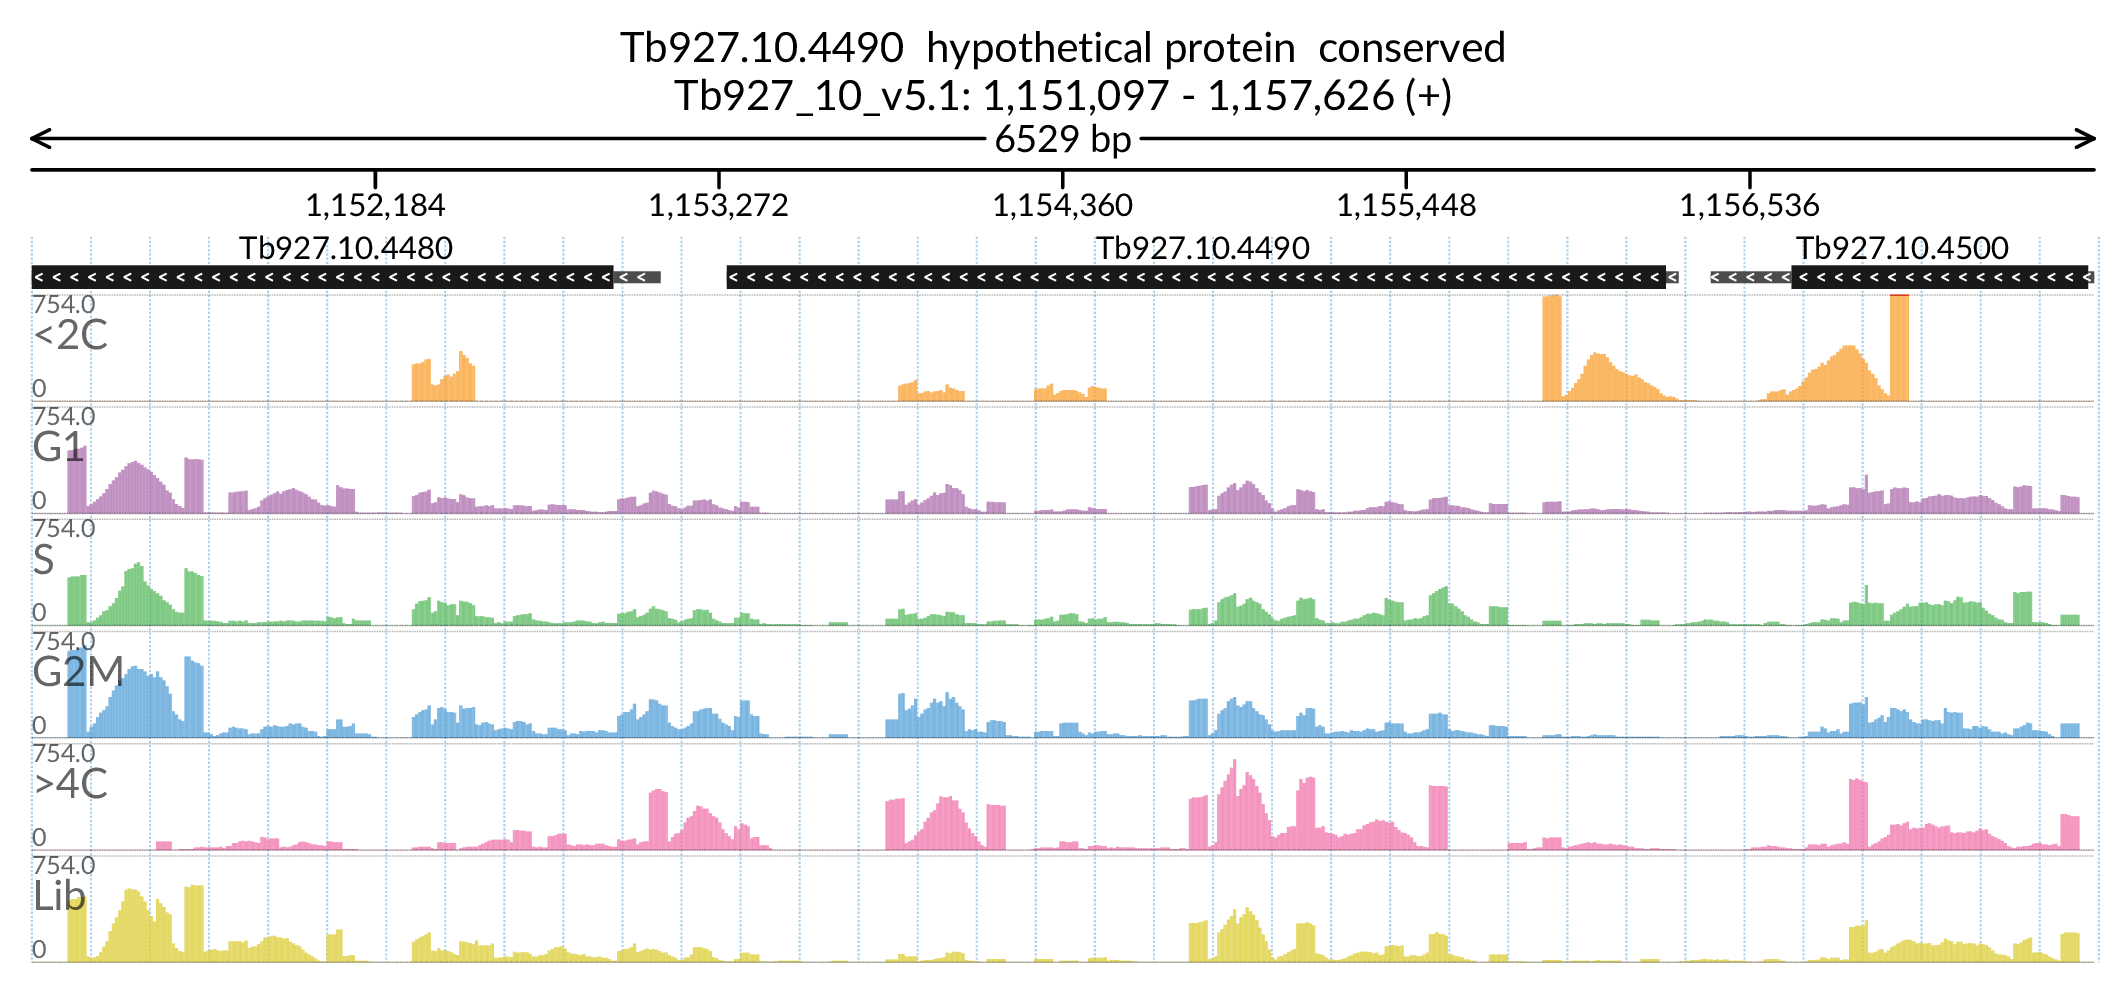 Tb927.10.4490  hypothetical protein  conserved
Tb927_10_v5.1: 1,151,097 - 1,157,626 (+)
6529 bp
1,152,184 1,153,272 1,154,360 1,155,448 1,156,536
Tb927.10.4480 Tb927.10.4490 Tb927.10.4500
754.0
<2C
0
754.0
G1
0
754.0
S
0
754.0
G2M
0
754.0
>4C
0
754.0
Lib
0